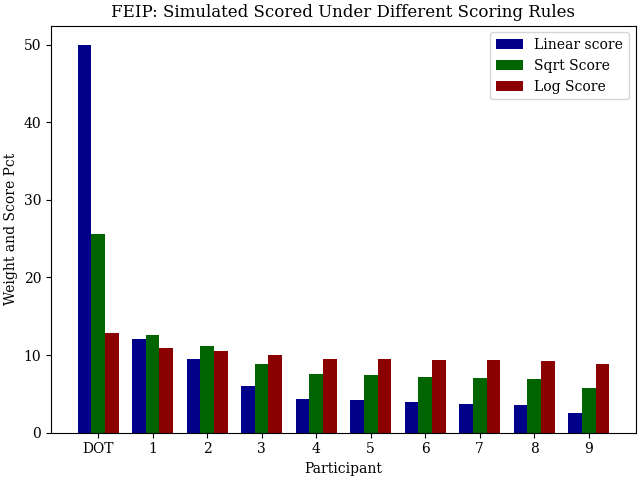 FEIP: Simulated Scored Under Different Scoring Rules
Linear score
Sqrt Score
Log Score
Weight and Score Pct
50
40
30
20
10
0
DOT 1 2 3 4 5 6 7 8 9
Participant